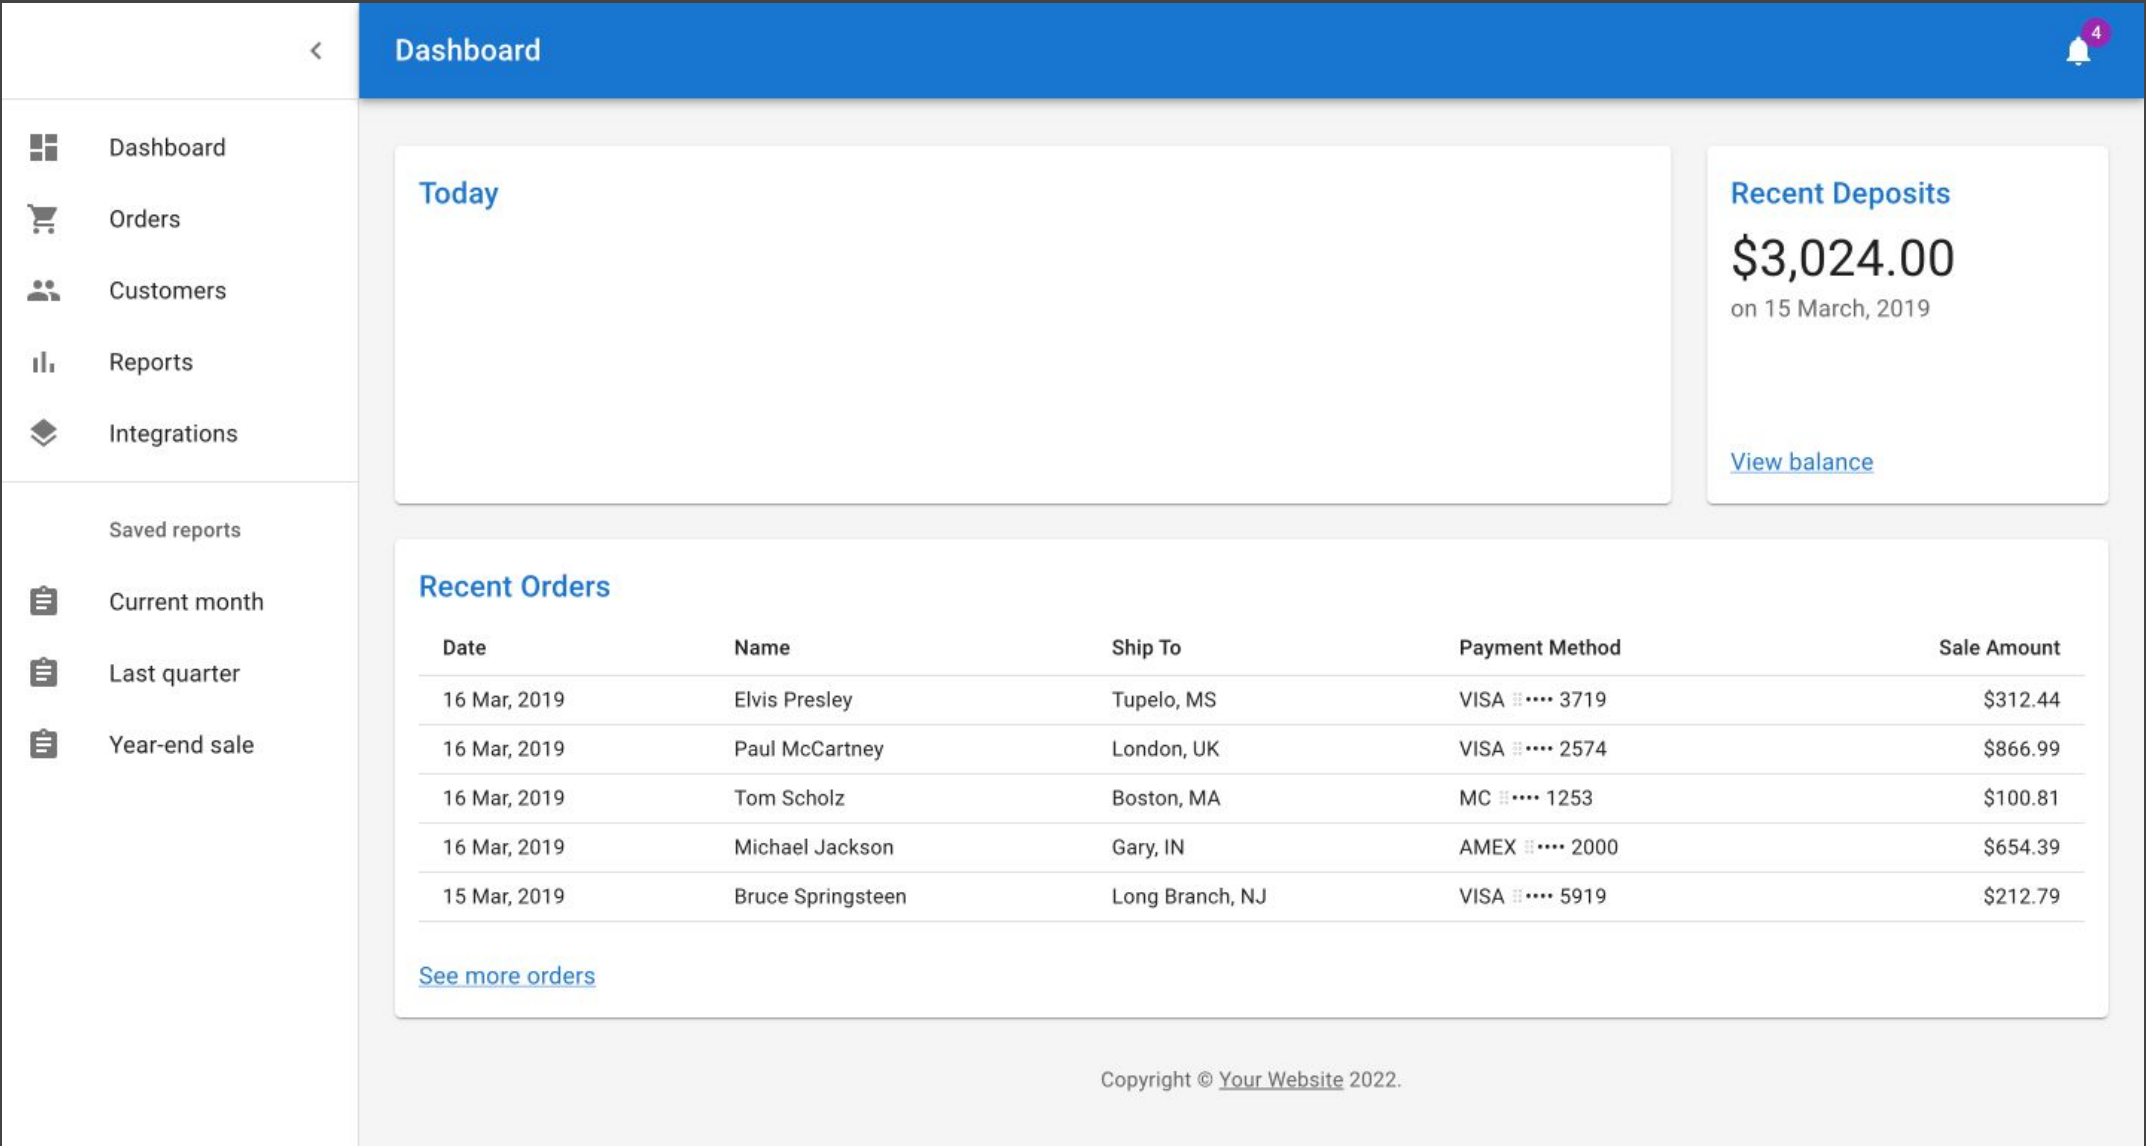 Dashboard
4
Dashboard
Orders
Customers
Reports
Integrations
Saved reports
Current month
Last quarter
Year-end sale
Today
Recent Deposits
$3,024.00
on 15 March, 2019
View balance
Recent Orders
Date Name Ship To Payment Method Sale Amount
16 Mar, 2019 Elvis Presley Tupelo, MS VISA ⠿•••• 3719 $312.44
16 Mar, 2019 Paul McCartney London, UK VISA ⠿•••• 2574 $866.99
16 Mar, 2019 Tom Scholz Boston, MA MC ⠿•••• 1253 $100.81
16 Mar, 2019 Michael Jackson Gary, IN AMEX ⠿•••• 2000 $654.39
15 Mar, 2019 Bruce Springsteen Long Branch, NJ VISA ⠿•••• 5919 $212.79
See more orders
Copyright © Your Website 2022.